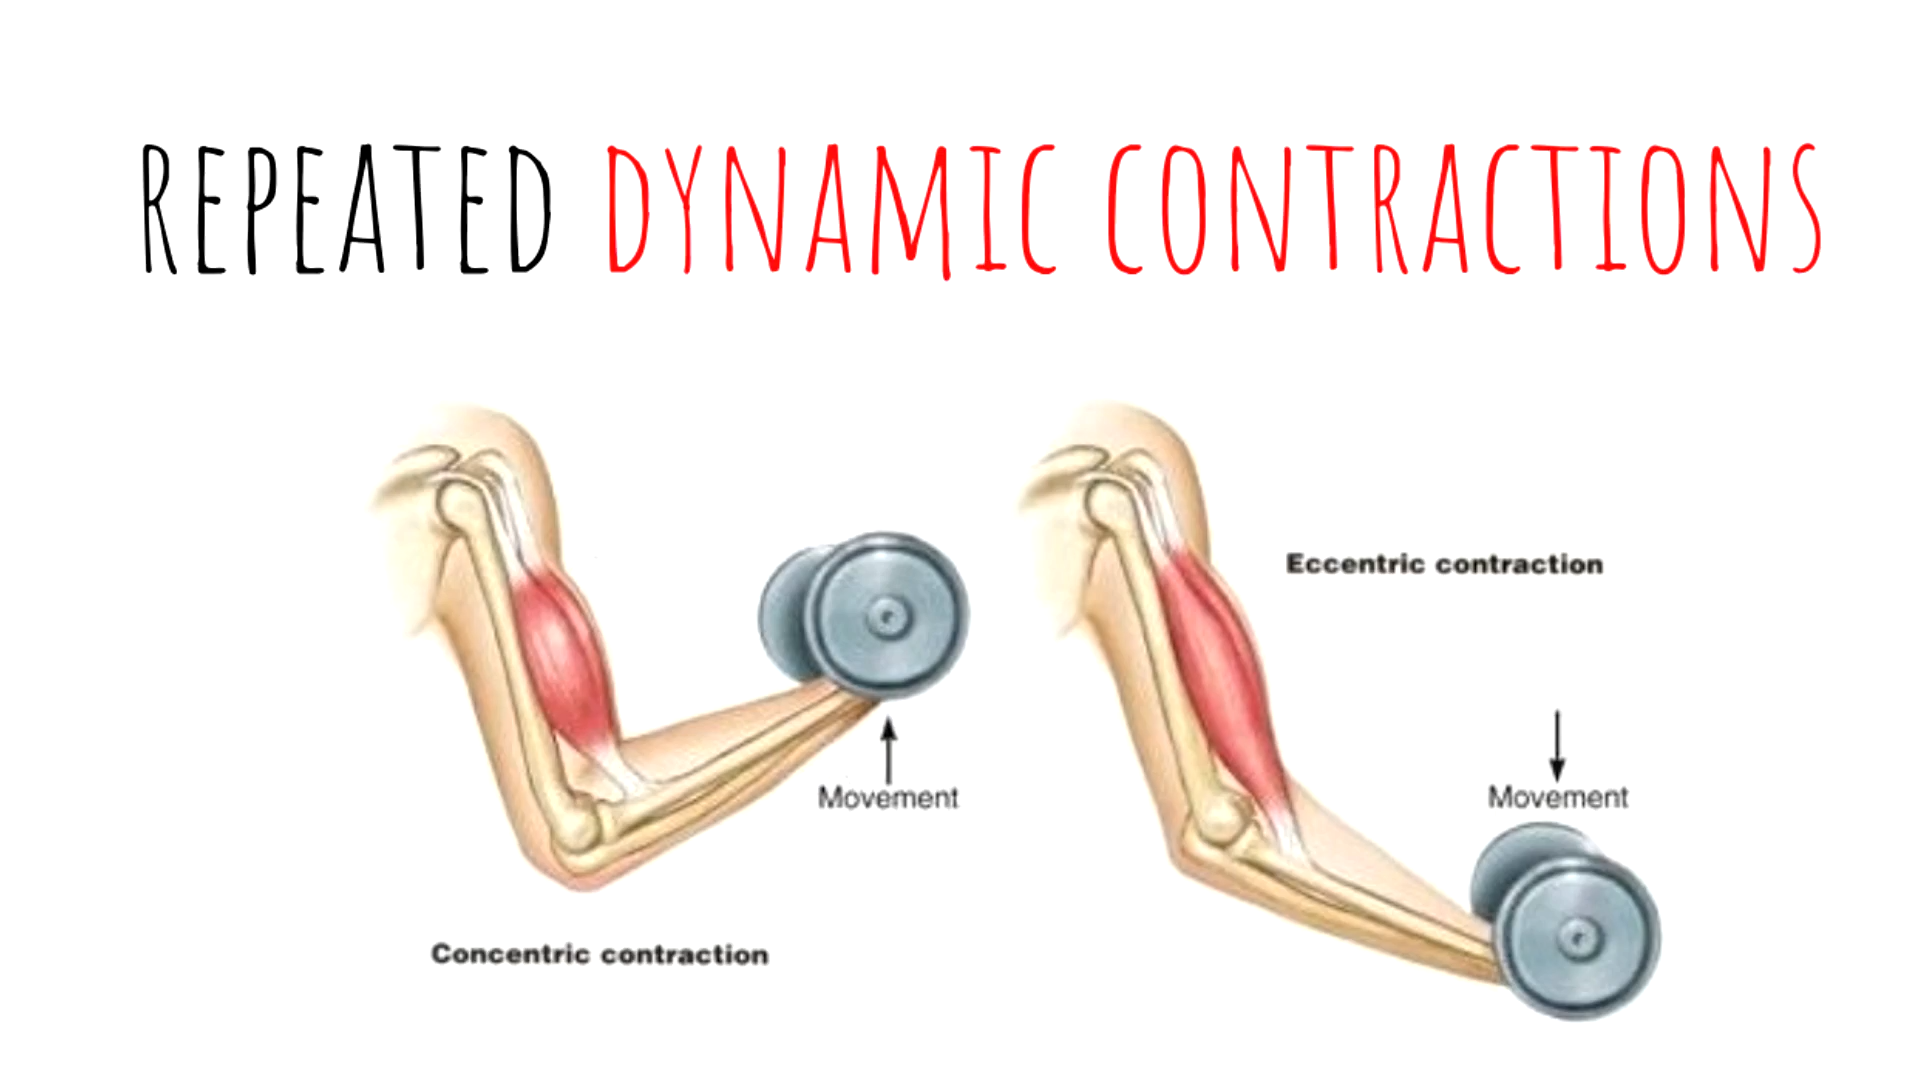 REPEATED DYNAMIC CONTRACTIONS
Eccentric contraction
Movement
Movement
Concentric contraction